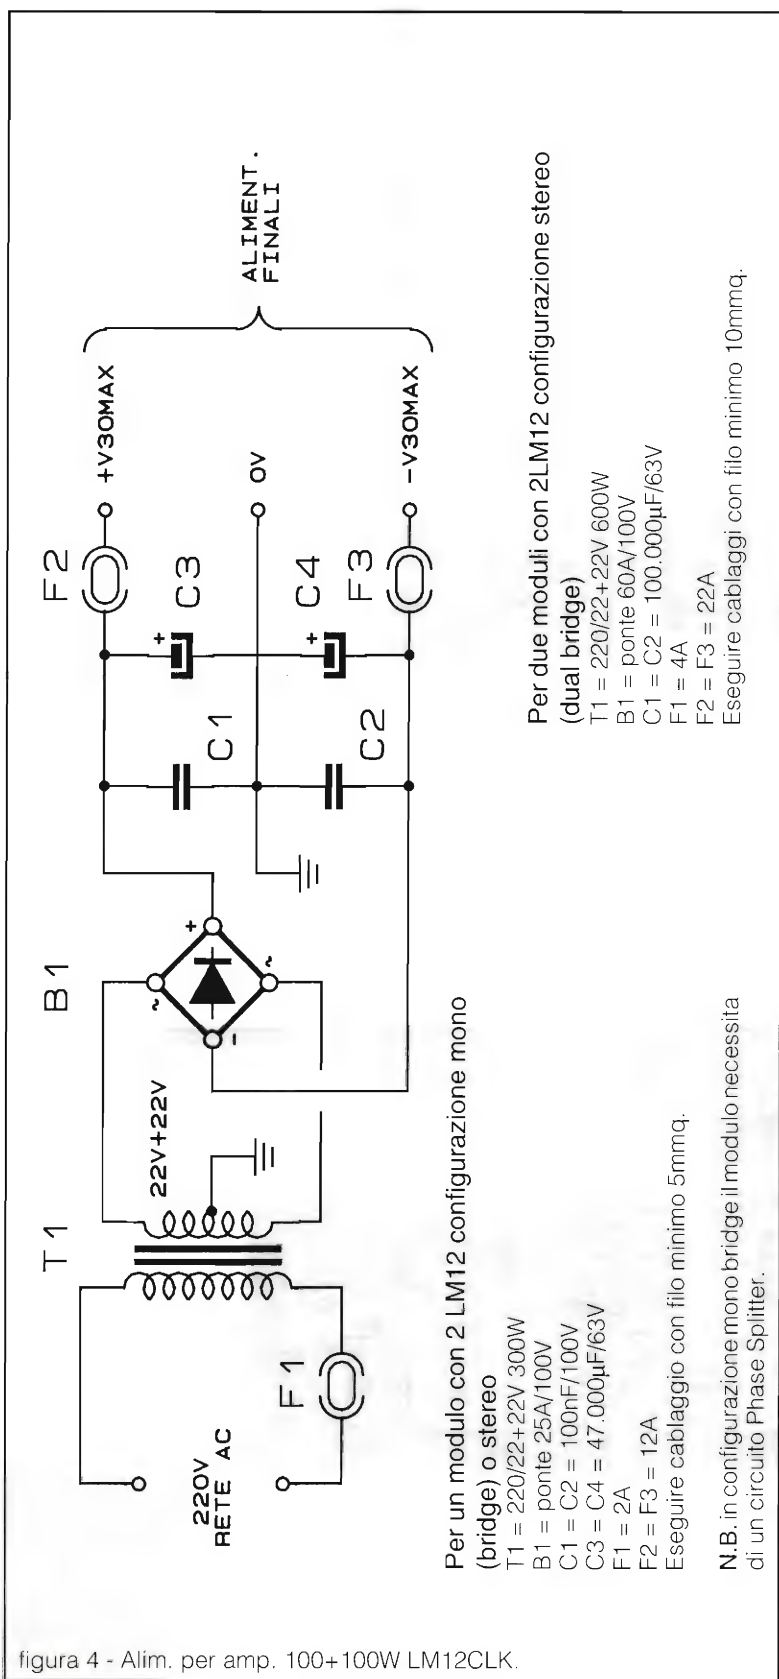 T1
22V+22V
B1
220V
RETE AC
F1
~
+
~
-
C1
C2
+
C3
+
C4
F2
F3
+V30MAX
0V
-V30MAX
ALIMENT.
FINALI
Per un modulo con 2 LM12 configurazione mono
(bridge) o stereo
T1 = 220/22+22V 300W
B1 = ponte 25A/100V
C1 = C2 = 100nF/100V
C3 = C4 = 47.000µF/63V
F1 = 2A
F2 = F3 = 12A
Eseguire cablaggio con filo minimo 5mmq.
N.B. in configurazione mono bridge il modulo necessita
di un circuito Phase Splitter.
Per due moduli con 2LM12 configurazione stereo
(dual bridge)
T1 = 220/22+22V 600W
B1 = ponte 60A/100V
C1 = C2 = 100.000µF/63V
F1 = 4A
F2 = F3 = 22A
Eseguire cablaggi con filo minimo 10mmq.
figura 4 - Alim. per amp. 100+100W LM12CLK.